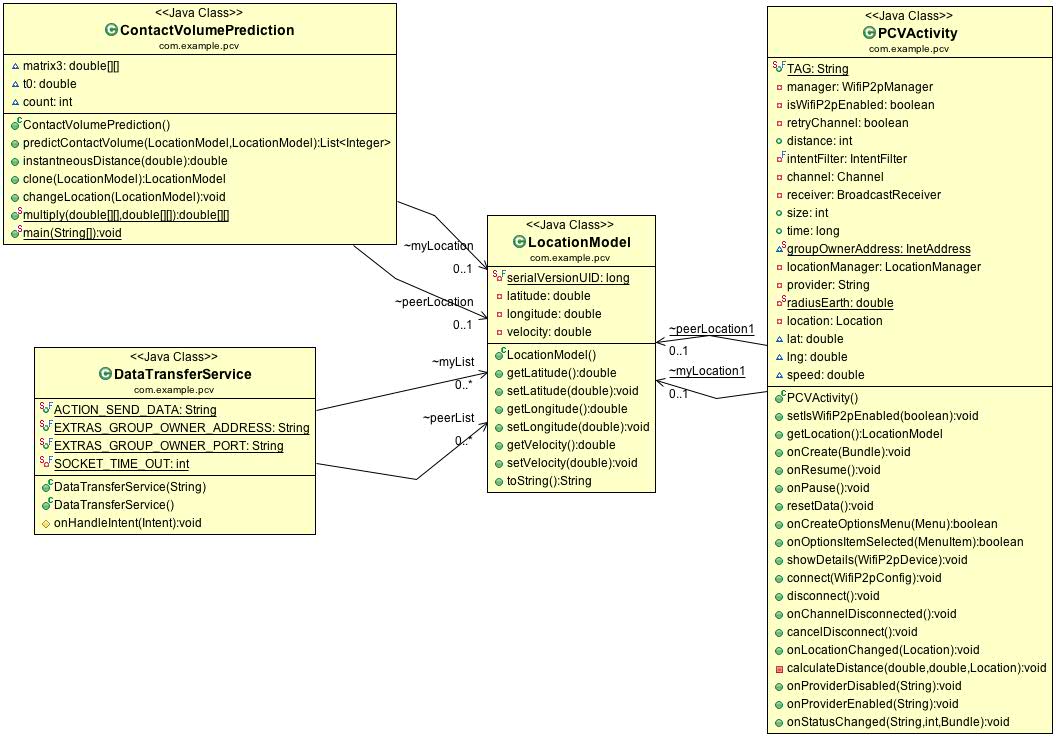 <<Java Class>>
ContactVolumePrediction
com.example.pcv
matrix3: double[][]
t0: double
count: int
ContactVolumePrediction()
predictContactVolume(LocationModel,LocationModel):List<Integer>
instantneousDistance(double):double
clone(LocationModel):LocationModel
changeLocation(LocationModel):void
multiply(double[][],double[][]):double[][]
main(String[]):void
~myLocation
0..1
~peerLocation
0..1
<<Java Class>>
DataTransferService
com.example.pcv
ACTION_SEND_DATA: String
EXTRAS_GROUP_OWNER_ADDRESS: String
EXTRAS_GROUP_OWNER_PORT: String
SOCKET_TIME_OUT: int
DataTransferService(String)
DataTransferService()
onHandleIntent(Intent):void
~myList
0..*
~peerList
0..*
<<Java Class>>
LocationModel
com.example.pcv
serialVersionUID: long
latitude: double
longitude: double
velocity: double
LocationModel()
getLatitude():double
setLatitude(double):void
getLongitude():double
setLongitude(double):void
getVelocity():double
setVelocity(double):void
toString():String
~peerLocation1
0..1
~myLocation1
0..1
<<Java Class>>
PCVActivity
com.example.pcv
TAG: String
manager: WifiP2pManager
isWifiP2pEnabled: boolean
retryChannel: boolean
distance: int
intentFilter: IntentFilter
channel: Channel
receiver: BroadcastReceiver
size: int
time: long
groupOwnerAddress: InetAddress
locationManager: LocationManager
provider: String
radiusEarth: double
location: Location
lat: double
lng: double
speed: double
PCVActivity()
setIsWifiP2pEnabled(boolean):void
getLocation():LocationModel
onCreate(Bundle):void
onResume():void
onPause():void
resetData():void
onCreateOptionsMenu(Menu):boolean
onOptionsItemSelected(MenuItem):boolean
showDetails(WifiP2pDevice):void
connect(WifiP2pConfig):void
disconnect():void
onChannelDisconnected():void
cancelDisconnect():void
onLocationChanged(Location):void
calculateDistance(double,double,Location):void
onProviderDisabled(String):void
onProviderEnabled(String):void
onStatusChanged(String,int,Bundle):void